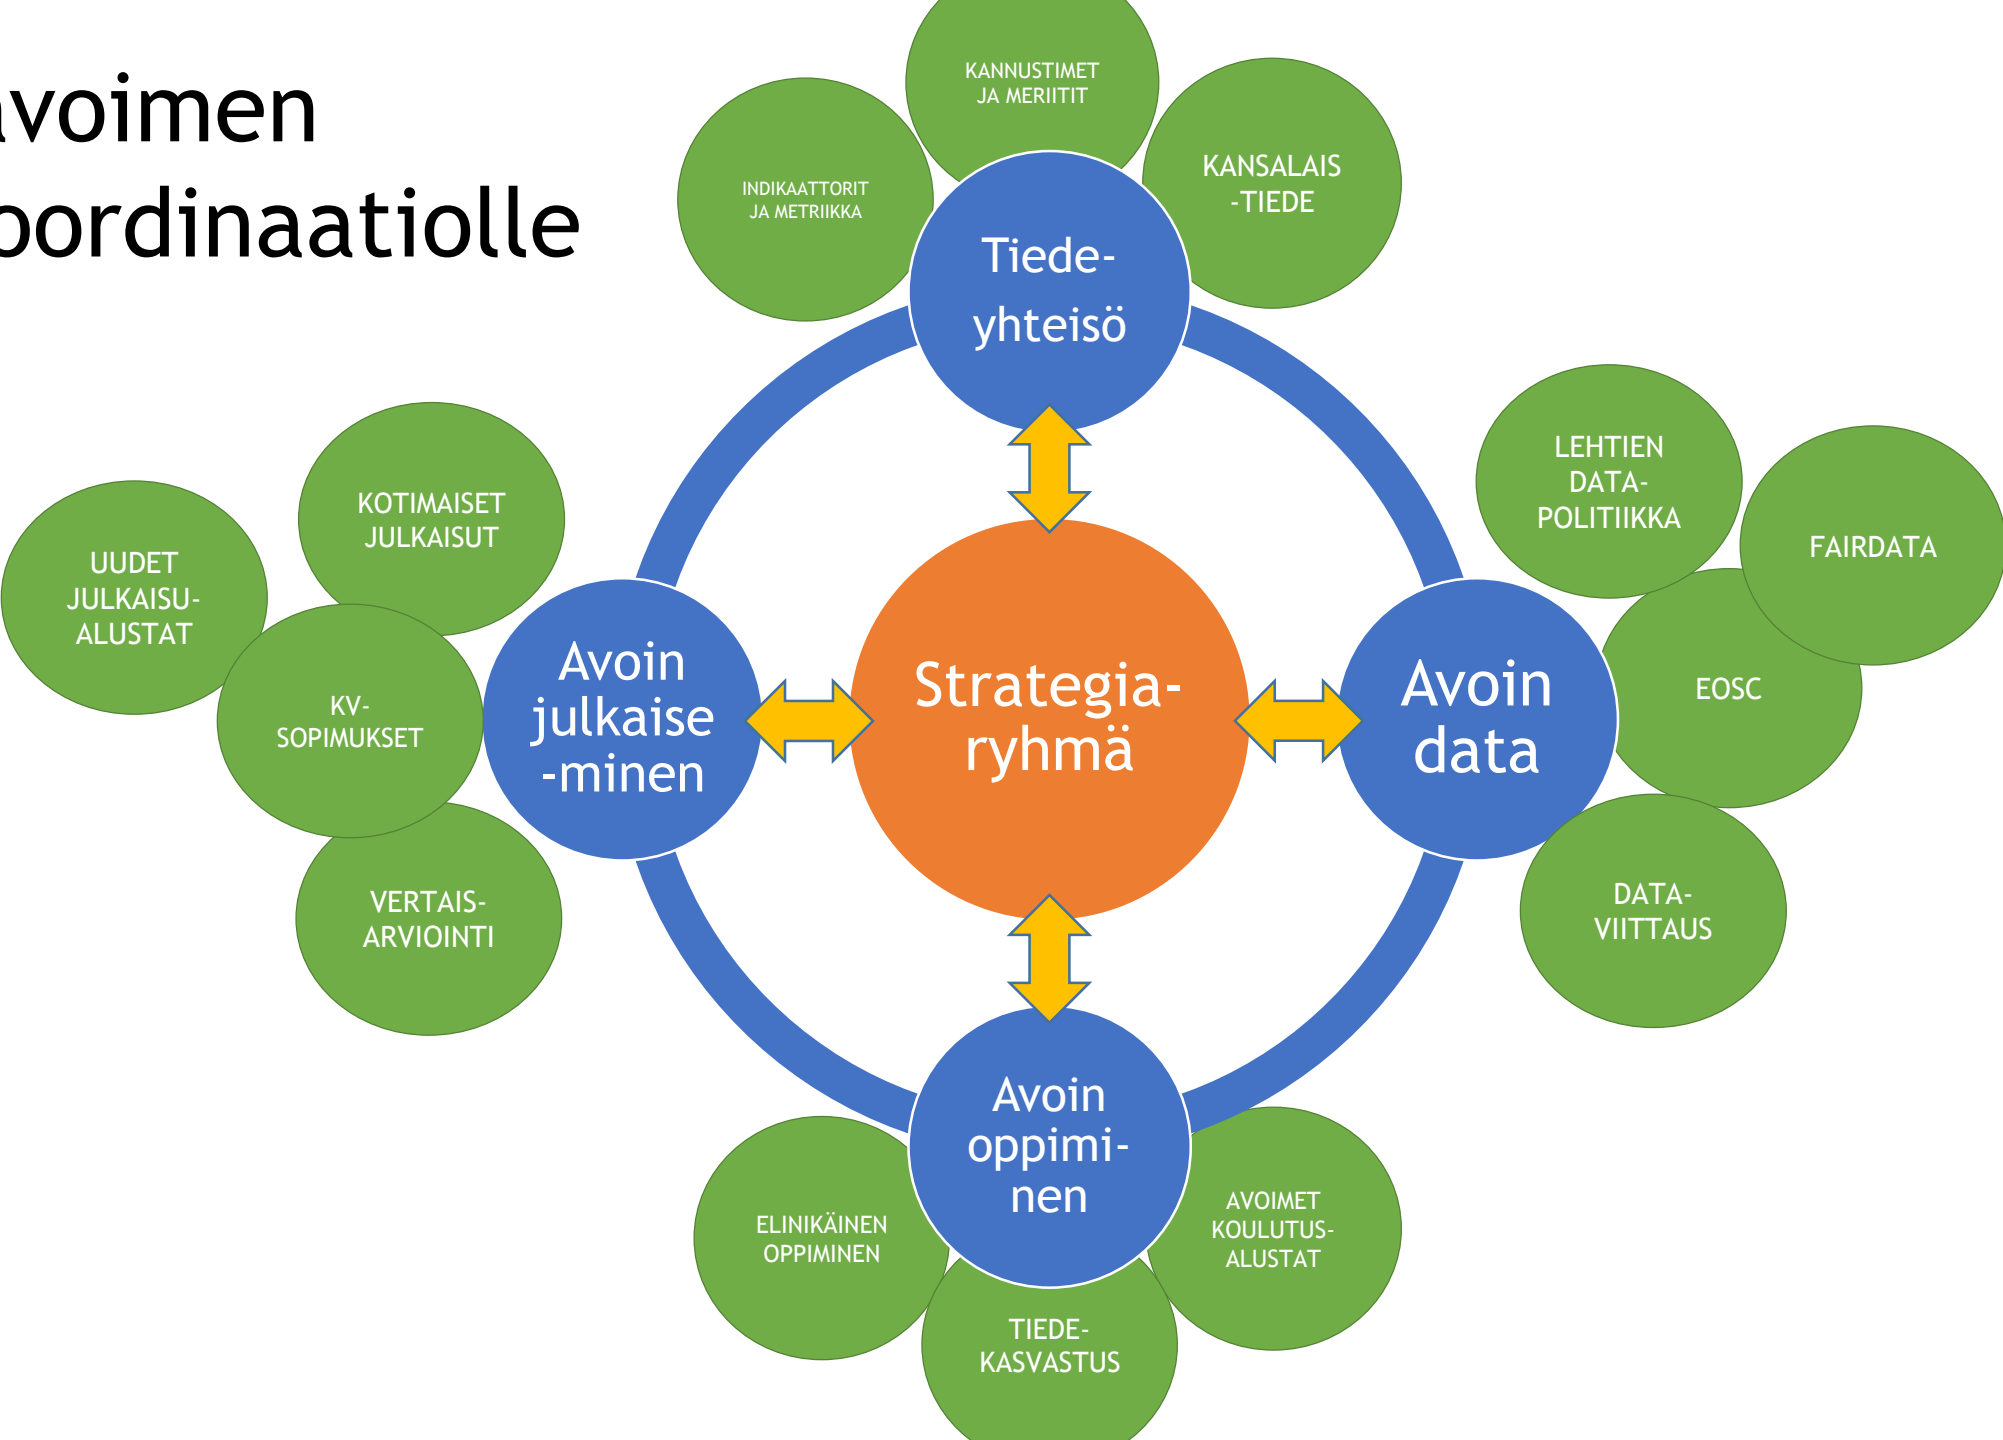 avoimen
oordinaatiolle
KANNUSTIMET
JA MERIITIT
INDIKAATTORIT
JA METRIIKKA
KANSALAIS
-TIEDE
Tiede-
yhteisö
KOTIMAISET
JULKAISUT
UUDET
JULKAISU-
ALUSTAT
KV-
SOPIMUKSET
VERTAIS-
ARVIOINTI
Avoin
julkaise
-minen
Strategia-
ryhmä
Avoin
data
LEHTIEN
DATA-
POLITIIKKA
FAIRDATA
EOSC
DATA-
VIITTAUS
Avoin
oppimi-
nen
ELINIKÄINEN
OPPIMINEN
TIEDE-
KASVASTUS
AVOIMET
KOULUTUS-
ALUSTAT